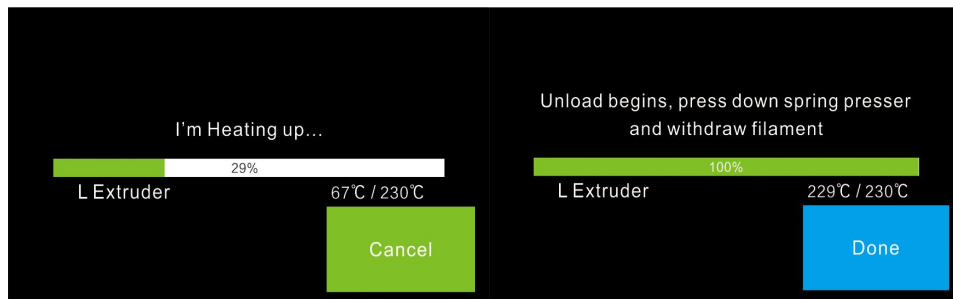 I'm Heating up...
29%
L Extruder 67℃ / 230℃
Cancel
Unload begins, press down spring presser
and withdraw filament
100%
L Extruder 229℃ / 230℃
Done